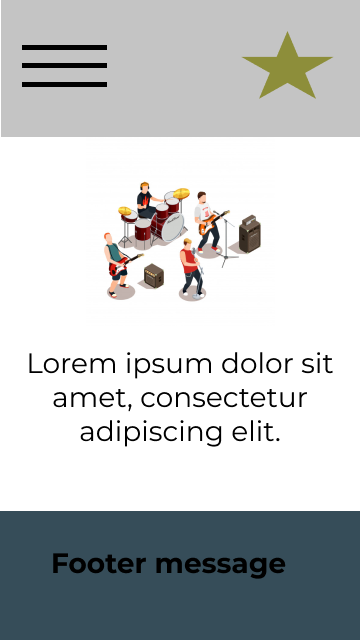 Lorem ipsum dolor sit
amet, consectetur
adipiscing elit.
Footer message